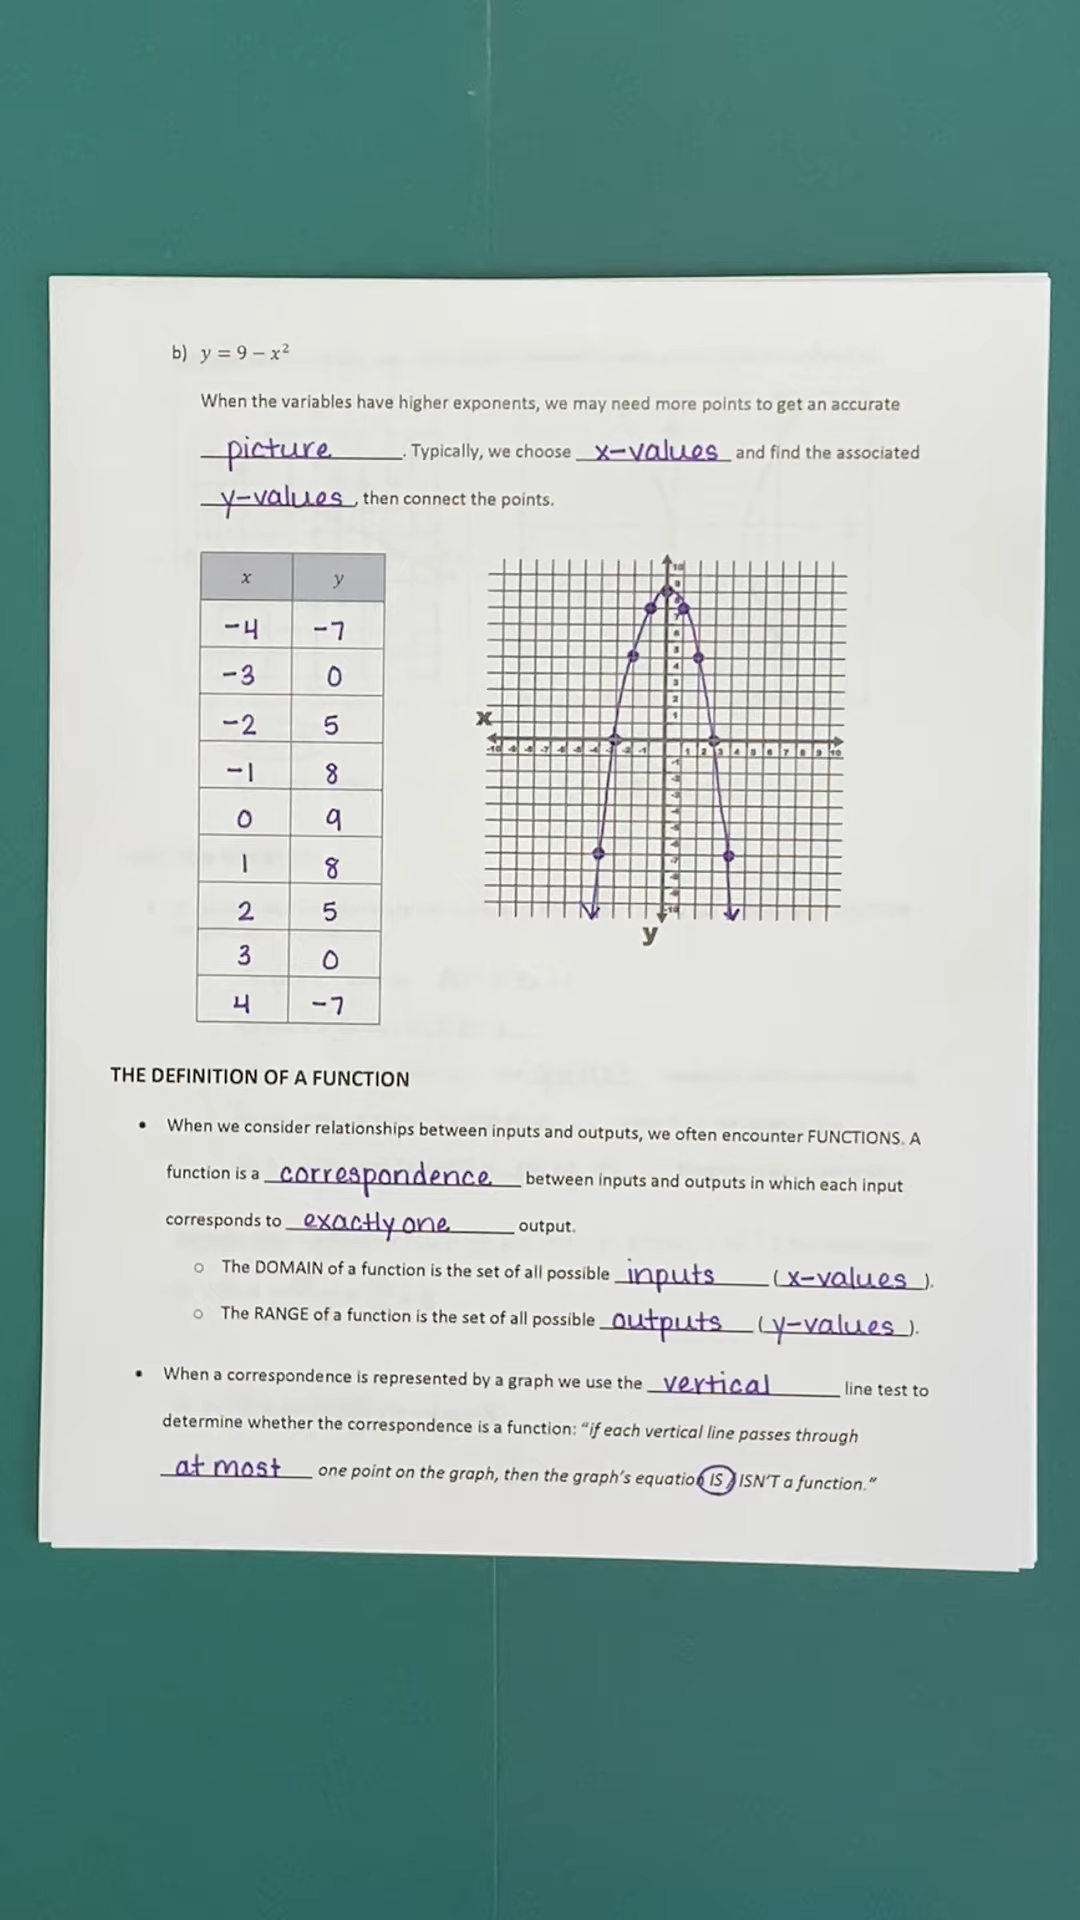 b) y = 9 – x²
When the variables have higher exponents, we may need more points to get an accurate
picture. Typically, we choose x-values and find the associated
y-values, then connect the points.
x y
-4 -7
-3 0
-2 5
-1 8
0 9
1 8
2 5
3 0
4 -7
x
y
THE DEFINITION OF A FUNCTION
• When we consider relationships between inputs and outputs, we often encounter FUNCTIONS. A
function is a correspondence between inputs and outputs in which each input
corresponds to exactly one output.
o The DOMAIN of a function is the set of all possible inputs (x-values).
o The RANGE of a function is the set of all possible outputs (y-values).
• When a correspondence is represented by a graph we use the vertical line test to
determine whether the correspondence is a function: "if each vertical line passes through
at most one point on the graph, then the graph's equation IS / ISN'T a function."